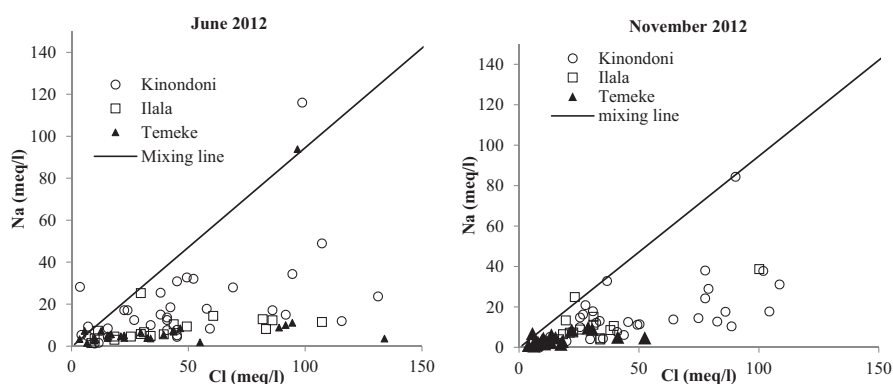 June 2012
140
120
100
80
60
40
20
0
Na (meq/l)
Kinondoni
Ilala
Temeke
Mixing line
0
50
100
150
Cl (meq/l)
November 2012
140
120
100
80
60
40
20
0
Na (meq/l)
Kinondoni
Ilala
Temeke
mixing line
0
50
100
150
Cl (meq/l)